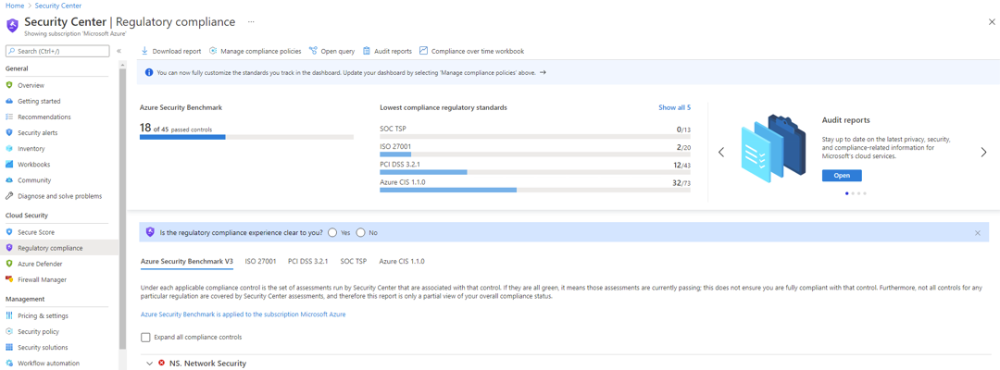 Home > Security Center
Security Center | Regulatory compliance ...
Showing subscription 'Microsoft Azure'
Search (Ctrl+/)
General
Overview
Getting started
Recommendations
Security alerts
Inventory
Workbooks
Community
Diagnose and solve problems
Cloud Security
Secure Score
Regulatory compliance
Azure Defender
Firewall Manager
Management
Pricing & settings
Security policy
Security solutions
Workflow automation
Download report Manage compliance policies Open query Audit reports Compliance over time workbook
You can now fully customize the standards you track in the dashboard. Update your dashboard by selecting 'Manage compliance policies' above. →
Azure Security Benchmark
18 of 45 passed controls
Lowest compliance regulatory standards Show all 5
SOC TSP 0/13
ISO 27001 2/20
PCI DSS 3.2.1 12/43
Azure CIS 1.1.0 32/73
Audit reports
Stay up to date on the latest privacy, security,
and compliance-related information for
Microsoft's cloud services.
Open
Is the regulatory compliance experience clear to you? Yes No
Azure Security Benchmark V3 ISO 27001 PCI DSS 3.2.1 SOC TSP Azure CIS 1.1.0
Under each applicable compliance control is the set of assessments run by Security Center that are associated with that control. If they are all green, it means those assessments are currently passing; this does not ensure you are fully compliant with that control. Furthermore, not all controls for any
particular regulation are covered by Security Center assessments, and therefore this report is only a partial view of your overall compliance status.
Azure Security Benchmark is applied to the subscription Microsoft Azure
Expand all compliance controls
NS. Network Security